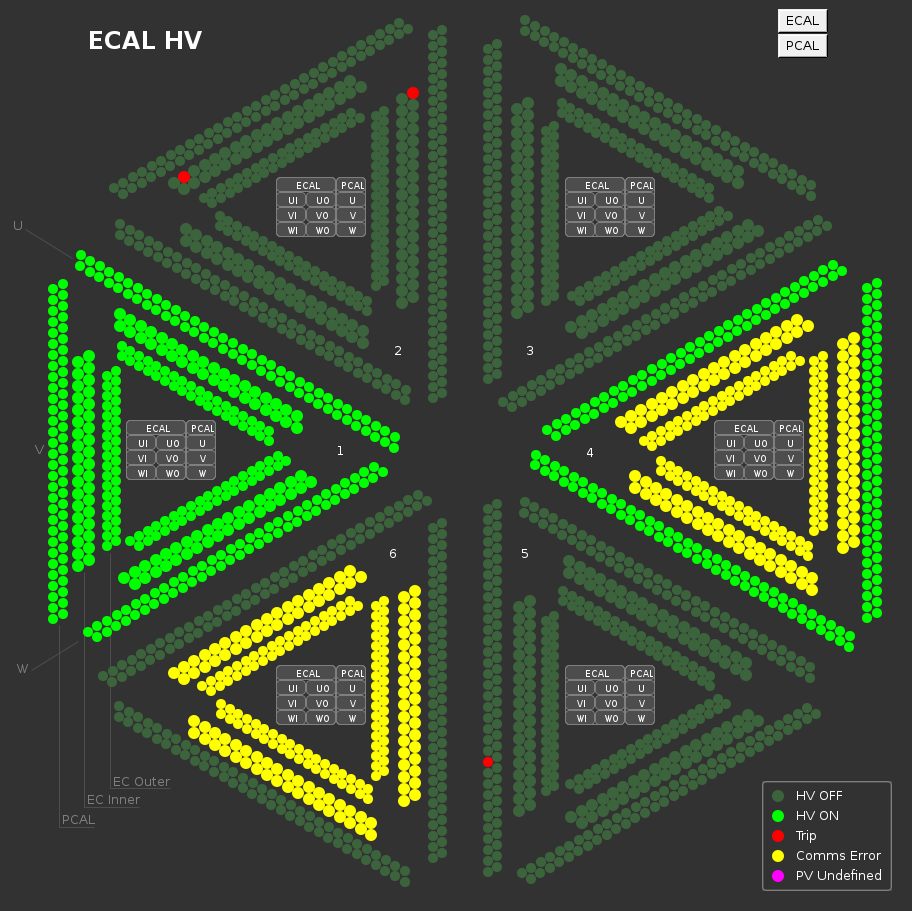 ECAL HV
ECAL
PCAL
ECAL PCAL
UI UO U
VI VO V
WI WO W
ECAL PCAL
UI UO U
VI VO V
WI WO W
U
2
3
ECAL PCAL
UI UO U
VI VO V
WI WO W
V
1
4
ECAL PCAL
UI UO U
VI VO V
WI WO W
6
5
W
ECAL PCAL
UI UO U
VI VO V
WI WO W
ECAL PCAL
UI UO U
VI VO V
WI WO W
EC Outer
EC Inner
PCAL
HV OFF
HV ON
Trip
Comms Error
PV Undefined